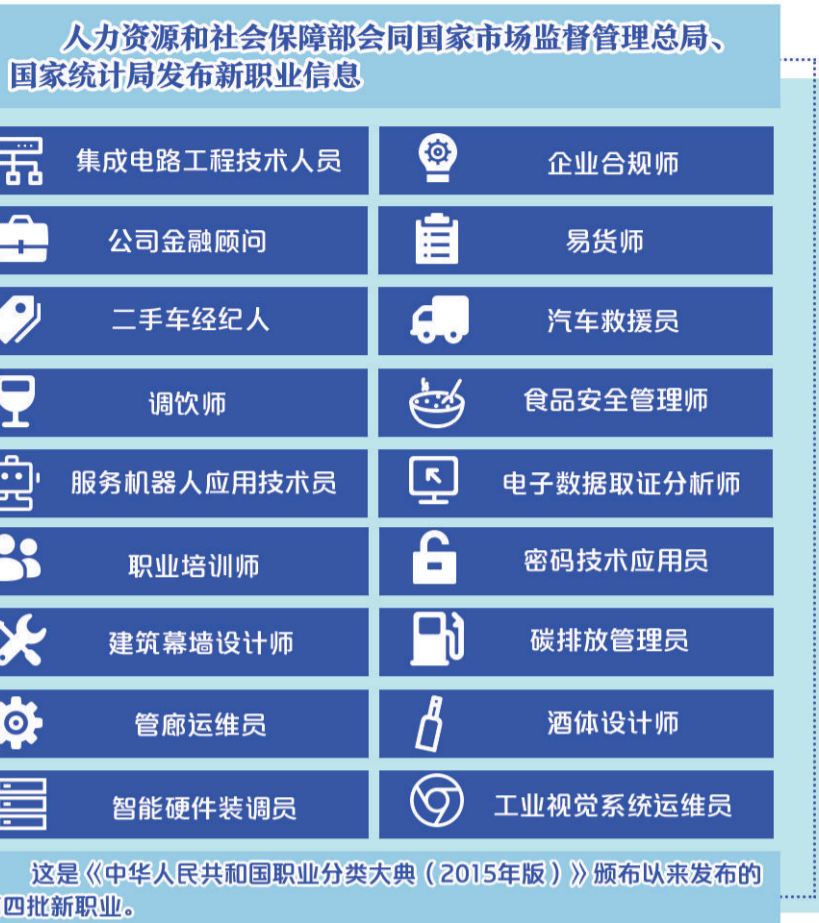 人力资源和社会保障部会同国家市场监督管理总局、
国家统计局发布新职业信息
集成电路工程技术人员
企业合规师
公司金融顾问
易货师
二手车经纪人
汽车救援员
调饮师
食品安全管理师
服务机器人应用技术员
电子数据取证分析师
职业培训师
密码技术应用员
建筑幕墙设计师
碳排放管理员
管廊运维员
酒体设计师
智能硬件装调员
工业视觉系统运维员
这是《中华人民共和国职业分类大典（2015年版）》颁布以来发布的
四批新职业。